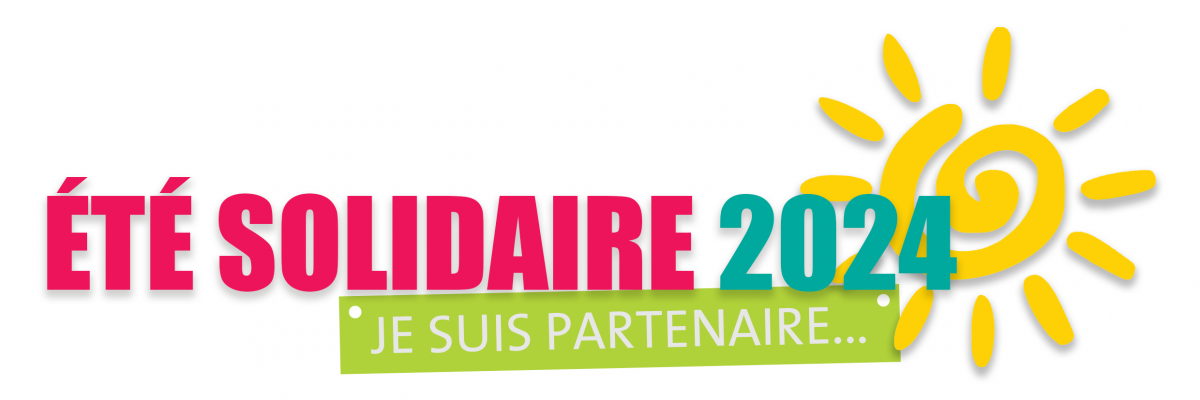 ÉTÉ SOLIDAIRE 2024
JE SUIS PARTENAIRE...